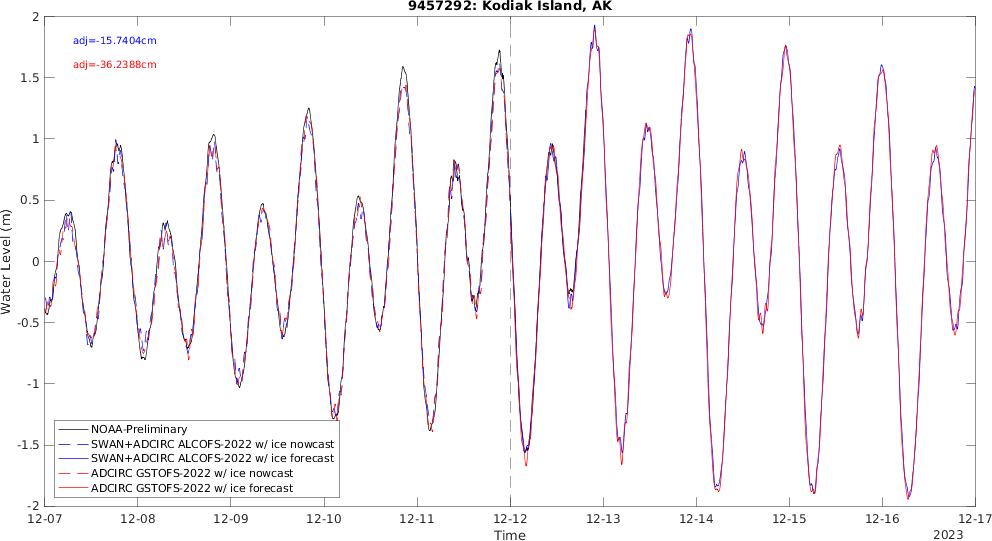 9457292: Kodiak Island, AK
2
1.5
1
0.5
0
-0.5
-1
-1.5
-2
Water Level (m)
adj=-15.7404cm
adj=-36.2388cm
NOAA-Preliminary
SWAN+ADCIRC ALCOFS-2022 w/ ice nowcast
SWAN+ADCIRC ALCOFS-2022 w/ ice forecast
ADCIRC GSTOFS-2022 w/ ice nowcast
ADCIRC GSTOFS-2022 w/ ice forecast
12-07 12-08 12-09 12-10 12-11 12-12 12-13 12-14 12-15 12-16 12-17
Time
2023